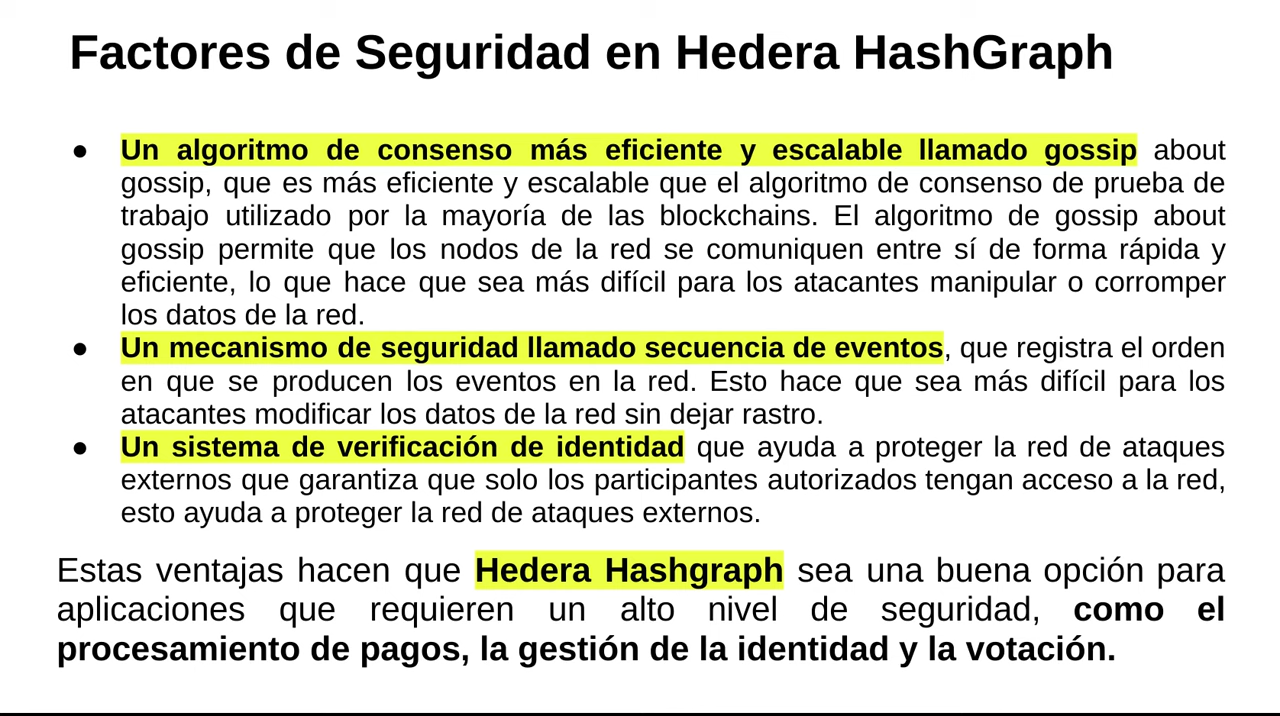 Factores de Seguridad en Hedera HashGraph
● Un algoritmo de consenso más eficiente y escalable llamado gossip about
gossip, que es más eficiente y escalable que el algoritmo de consenso de prueba de
trabajo utilizado por la mayoría de las blockchains. El algoritmo de gossip about
gossip permite que los nodos de la red se comuniquen entre sí de forma rápida y
eficiente, lo que hace que sea más difícil para los atacantes manipular o corromper
los datos de la red.
● Un mecanismo de seguridad llamado secuencia de eventos, que registra el orden
en que se producen los eventos en la red. Esto hace que sea más difícil para los
atacantes modificar los datos de la red sin dejar rastro.
● Un sistema de verificación de identidad que ayuda a proteger la red de ataques
externos que garantiza que solo los participantes autorizados tengan acceso a la red,
esto ayuda a proteger la red de ataques externos.
Estas ventajas hacen que Hedera Hashgraph sea una buena opción para
aplicaciones que requieren un alto nivel de seguridad, como el
procesamiento de pagos, la gestión de la identidad y la votación.